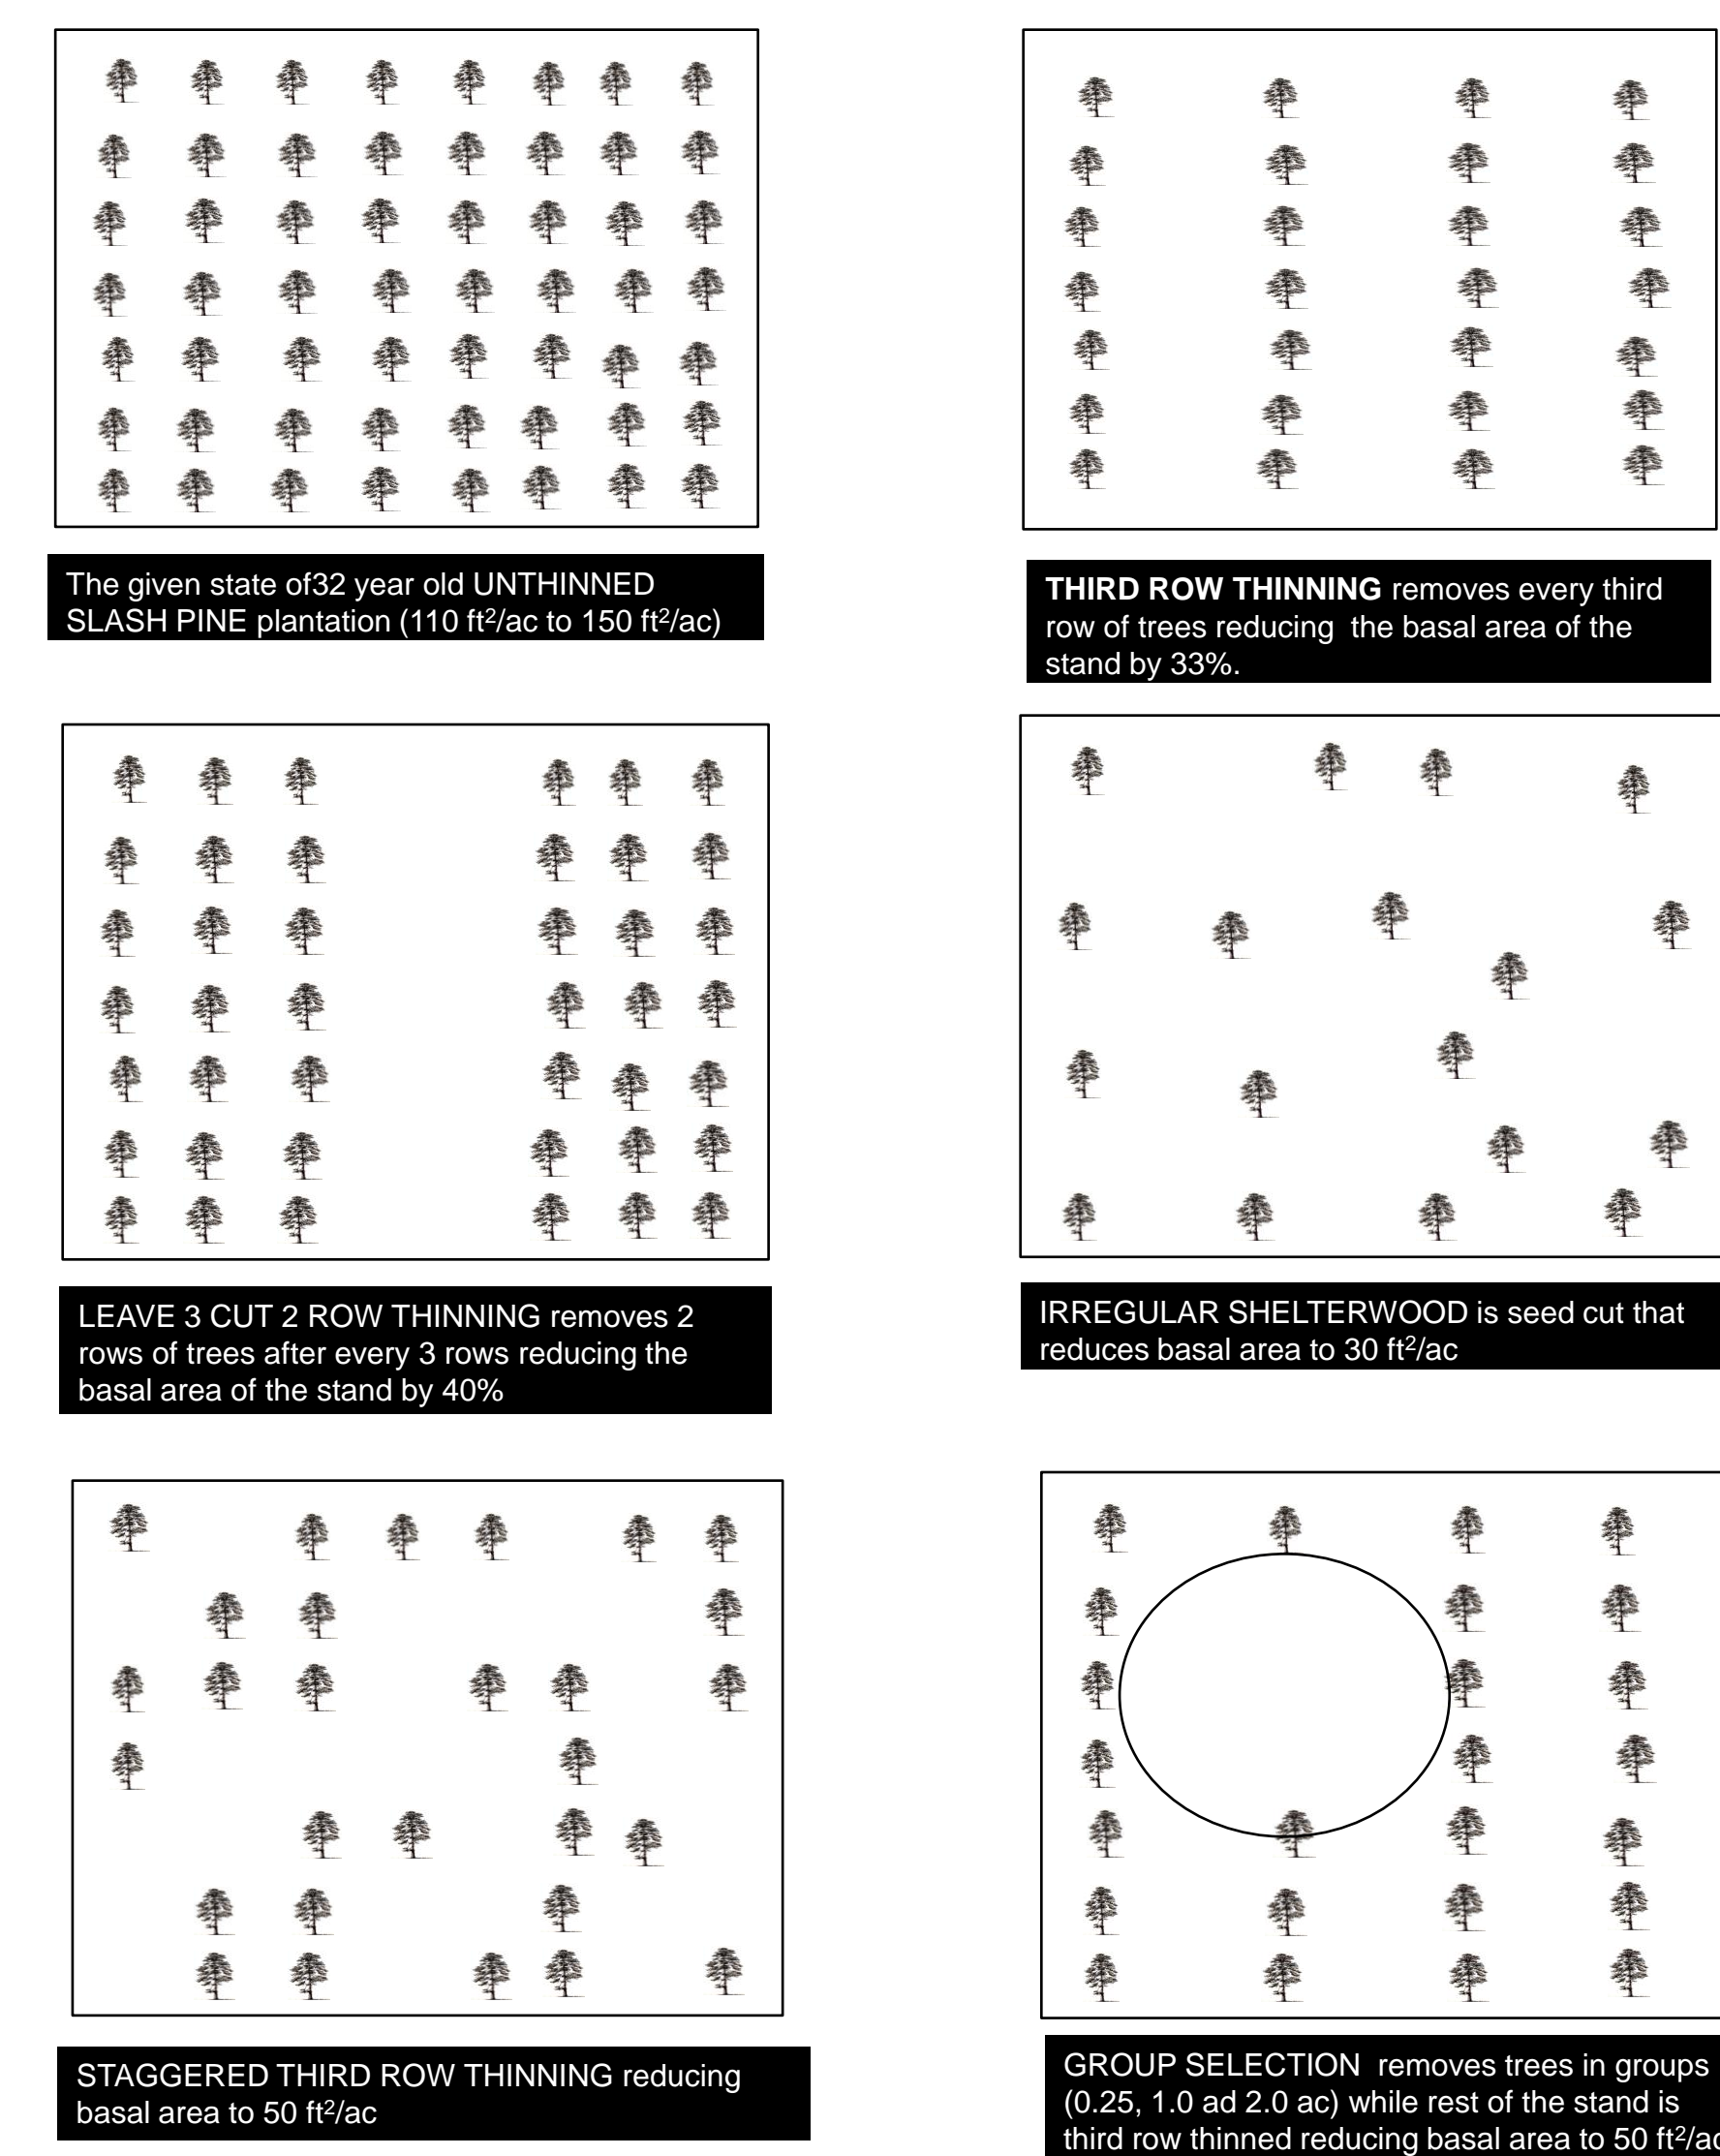 The given state of32 year old UNTHINNED
SLASH PINE plantation (110 ft²/ac to 150 ft²/ac)
THIRD ROW THINNING removes every third
row of trees reducing the basal area of the
stand by 33%.
LEAVE 3 CUT 2 ROW THINNING removes 2
rows of trees after every 3 rows reducing the
basal area of the stand by 40%
IRREGULAR SHELTERWOOD is seed cut that
reduces basal area to 30 ft²/ac
STAGGERED THIRD ROW THINNING reducing
basal area to 50 ft²/ac
GROUP SELECTION removes trees in groups
(0.25, 1.0 ad 2.0 ac) while rest of the stand is
third row thinned reducing basal area to 50 ft²/ac